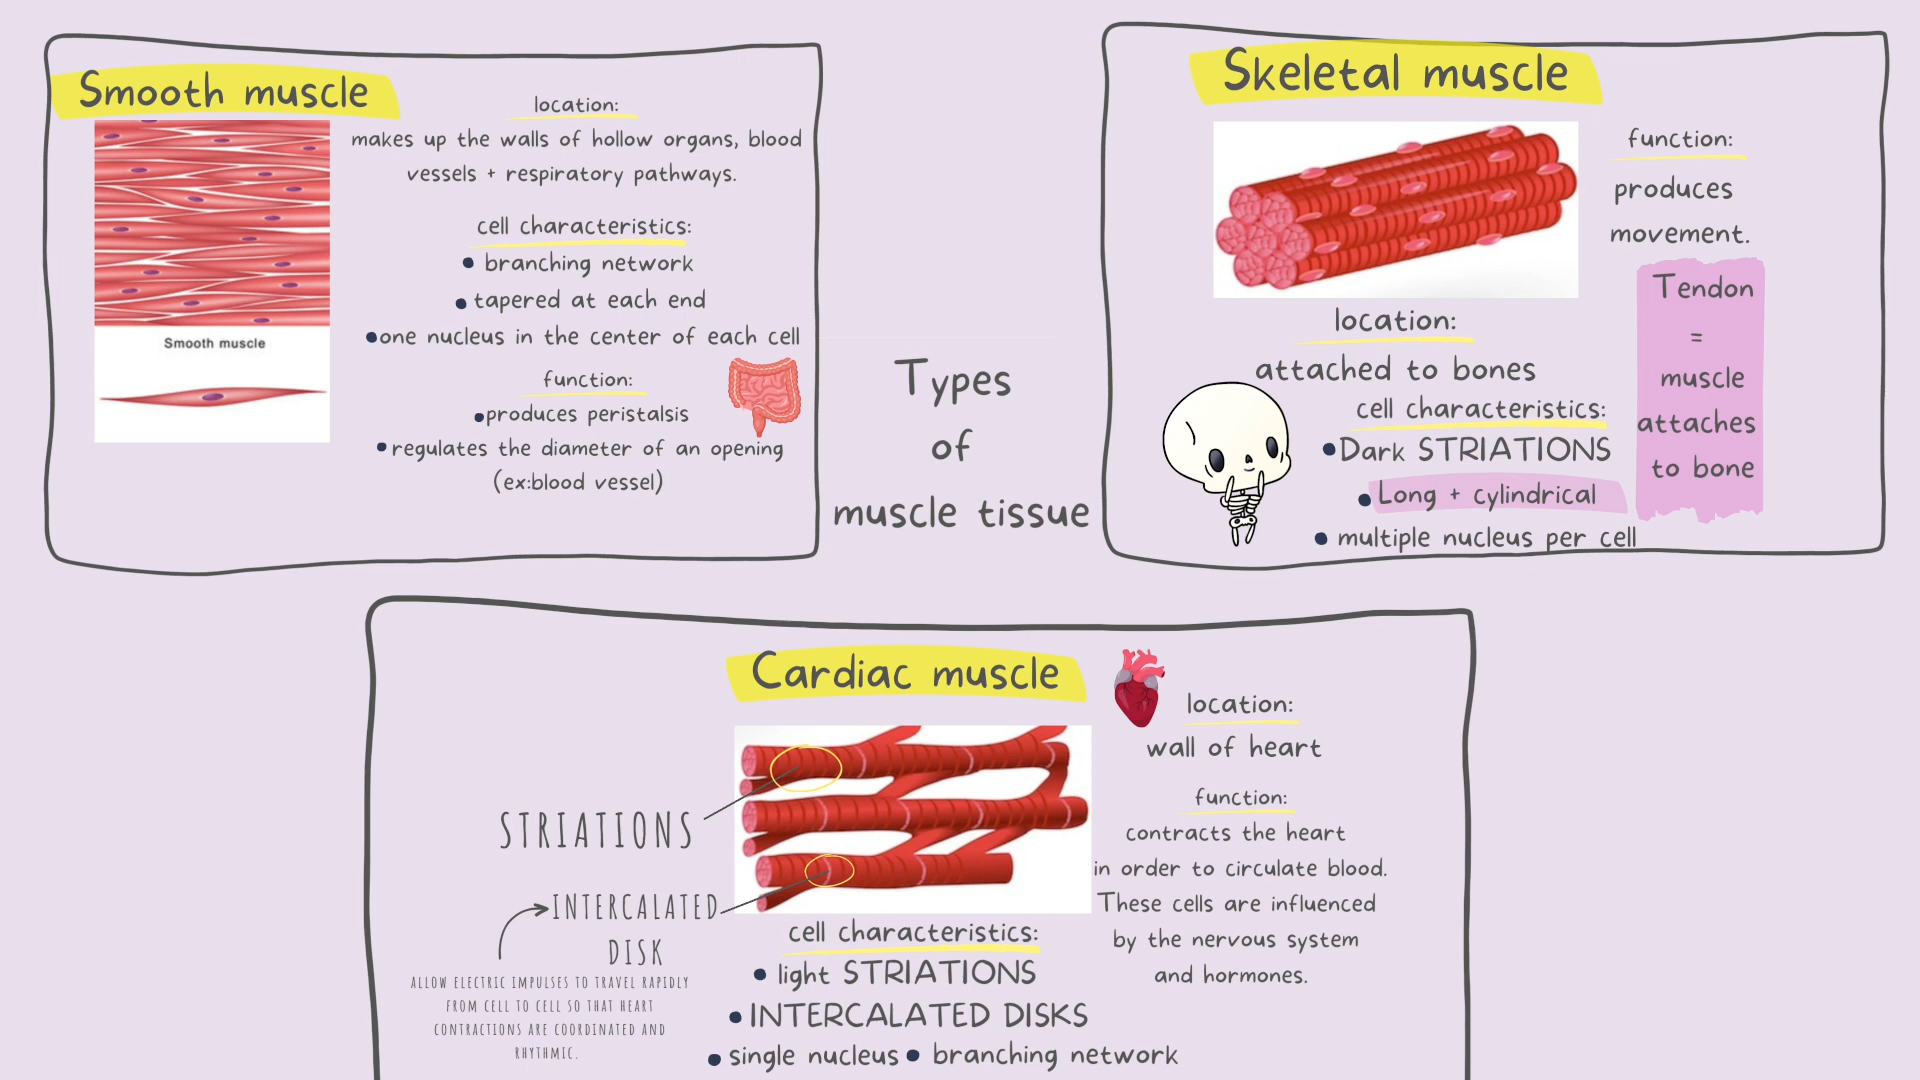 Smooth muscle
location:
makes up the walls of hollow organs, blood
vessels + respiratory pathways.
cell characteristics:
• branching network
• tapered at each end
•one nucleus in the center of each cell
Smooth muscle
function:
•produces peristalsis
• regulates the diameter of an opening
(ex:blood vessel)
Types
of
muscle tissue
Skeletal muscle
function:
produces
movement.
Tendon
=
muscle
attaches
to bone
location:
attached to bones
cell characteristics:
•Dark STRIATIONS
• Long + cylindrical
• multiple nucleus per cell
Cardiac muscle
location:
wall of heart
function:
contracts the heart
in order to circulate blood.
These cells are influenced
by the nervous system
and hormones.
STRIATIONS
INTERCALATED
DISK
ALLOW ELECTRIC IMPULSES TO TRAVEL RAPIDLY
FROM CELL TO CELL SO THAT HEART
CONTRACTIONS ARE COORDINATED AND
RHYTHMIC.
cell characteristics:
• light STRIATIONS
• INTERCALATED DISKS
• single nucleus • branching network